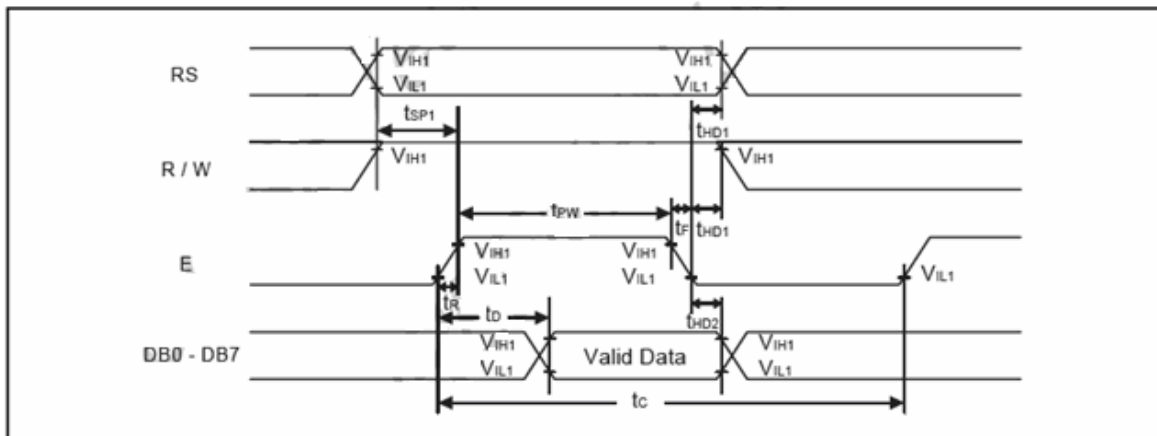 VIH1 VIH1
RS
VIL1 VIL1
tSP1 tHD1
VIH1 VIH1
R / W
tPW tF tHD1
VIH1 VIH1
E
VIL1 VIL1 VIL1
tR tD tHD2
VIH1 VIH1
DB0 - DB7 Valid Data
VIL1 VIL1
tC